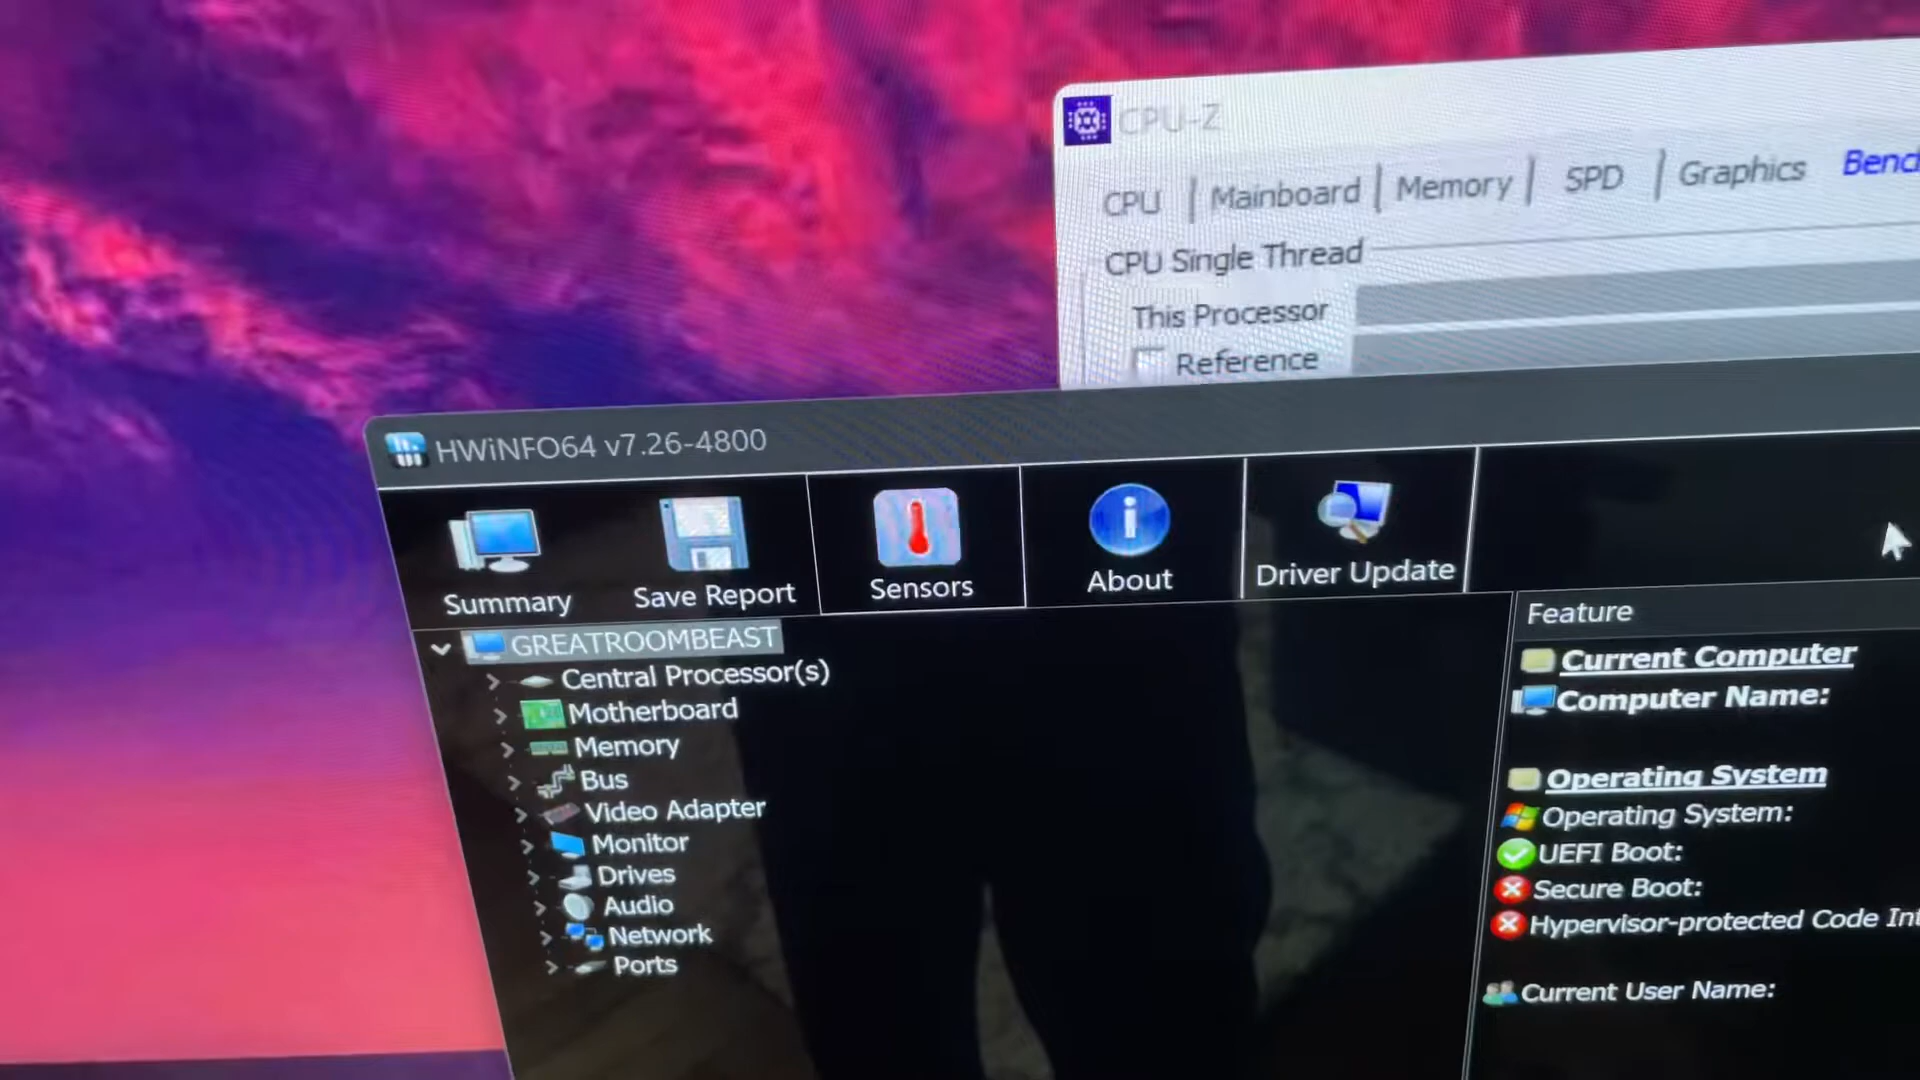 CPU-Z
CPU Mainboard Memory SPD Graphics Benc
CPU Single Thread
This Processor
Reference
HWiNFO64 v7.26-4800
Summary Save Report Sensors About Driver Update
GREATROOMBEAST
Central Processor(s)
Motherboard
Memory
Bus
Video Adapter
Monitor
Drives
Audio
Network
Ports
Feature
Current Computer
Computer Name:
Operating System
Operating System:
UEFI Boot:
Secure Boot:
Hypervisor-protected Code Int
Current User Name: